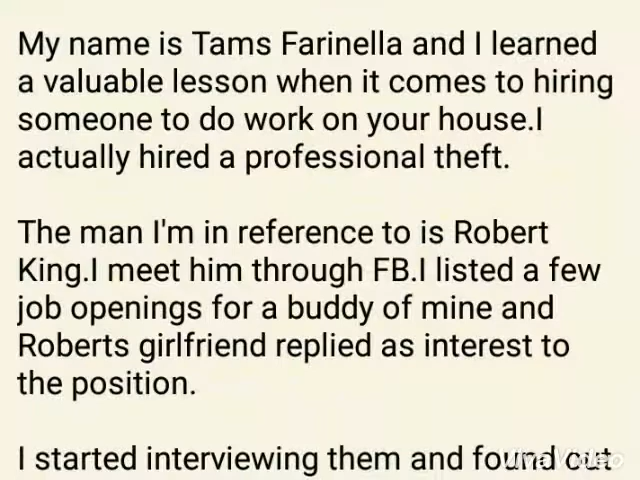 My name is Tams Farinella and I learned
a valuable lesson when it comes to hiring
someone to do work on your house.I
actually hired a professional theft.
The man I'm in reference to is Robert
King.I meet him through FB.I listed a few
job openings for a buddy of mine and
Roberts girlfriend replied as interest to
the position.
I started interviewing them and found out
VivaVideo